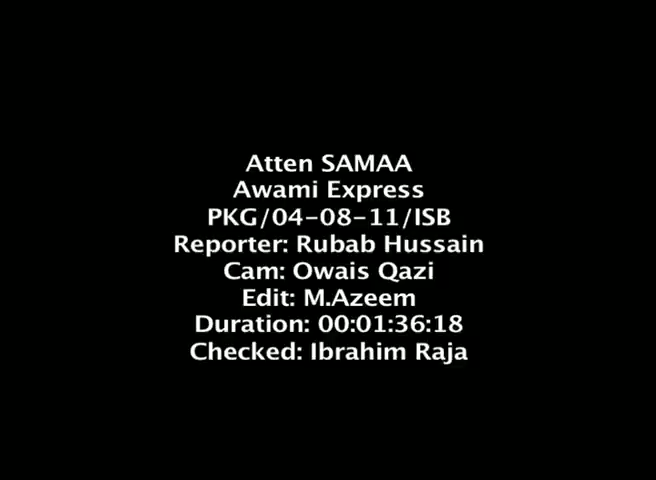 Atten SAMAA
Awami Express
PKG/04-08-11/ISB
Reporter: Rubab Hussain
Cam: Owais Qazi
Edit: M.Azeem
Duration: 00:01:36:18
Checked: Ibrahim Raja